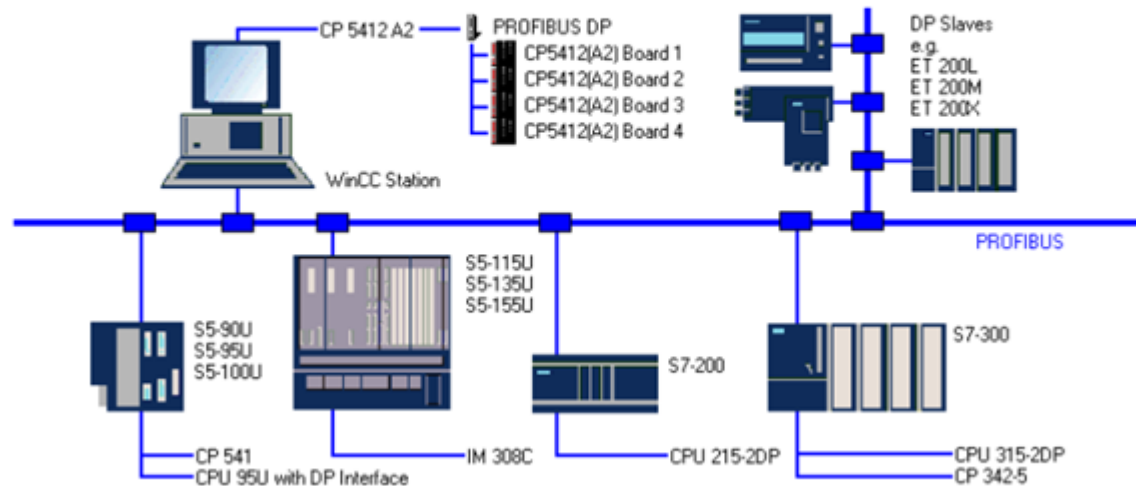 CP 5412 A2
PROFIBUS DP
CP5412(A2) Board 1
CP5412(A2) Board 2
CP5412(A2) Board 3
CP5412(A2) Board 4
DP Slaves
e.g.
ET 200L
ET 200M
ET 200X
WinCC Station
PROFIBUS
S5-90U
S5-95U
S5-100U
S5-115U
S5-135U
S5-155U
S7-200
S7-300
CP 541
CPU 95U with DP Interface
IM 308C
CPU 215-2DP
CPU 315-2DP
CP 342-5